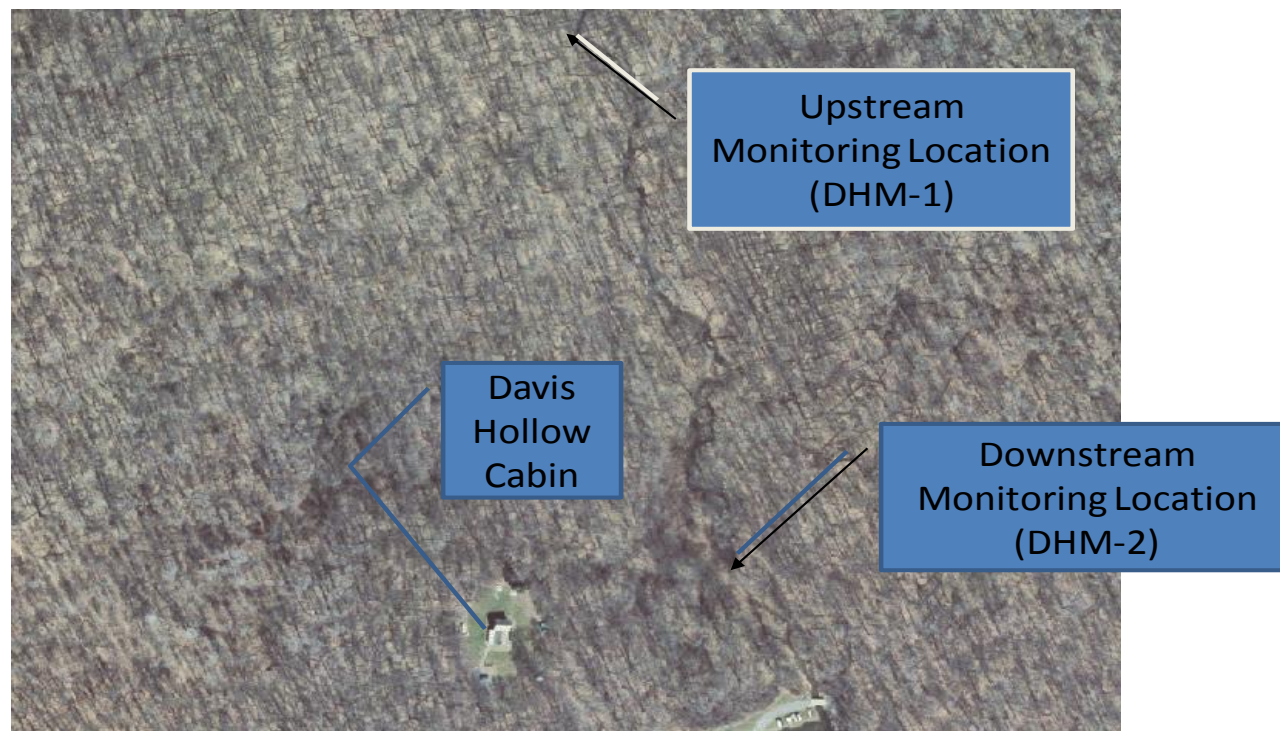 Upstream
Monitoring Location
(DHM-1)
Davis
Hollow
Cabin
Downstream
Monitoring Location
(DHM-2)